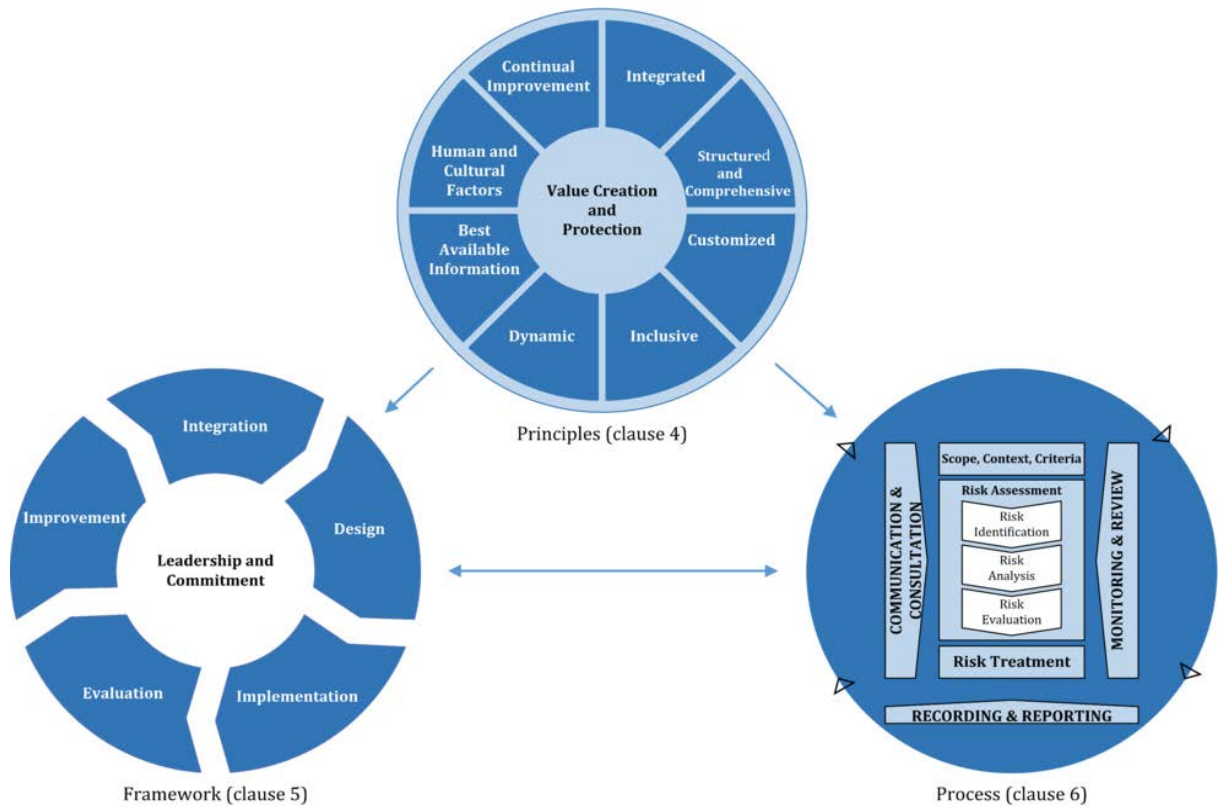 Continual
Improvement
Integrated
Human and
Cultural
Factors
Structured
and
Comprehensive
Value Creation
and
Protection
Best
Available
Information
Customized
Dynamic
Inclusive
Principles (clause 4)
Integration
Improvement
Design
Leadership and
Commitment
Evaluation
Implementation
Framework (clause 5)
Scope, Context, Criteria
Risk Assessment
Risk
Identification
Risk
Analysis
Risk
Evaluation
Risk Treatment
COMMUNICATION &
CONSULTATION
MONITORING & REVIEW
RECORDING & REPORTING
Process (clause 6)